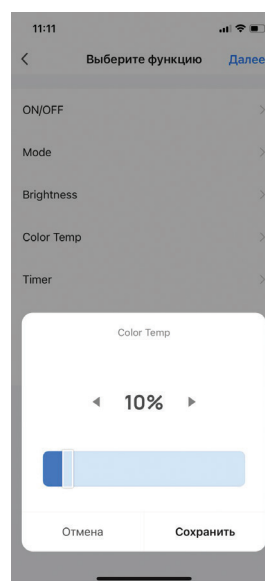 11:11
Выберите функцию
Далее
ON/OFF
Mode
Brightness
Color Temp
Timer
Color Temp
10%
Отмена
Сохранить